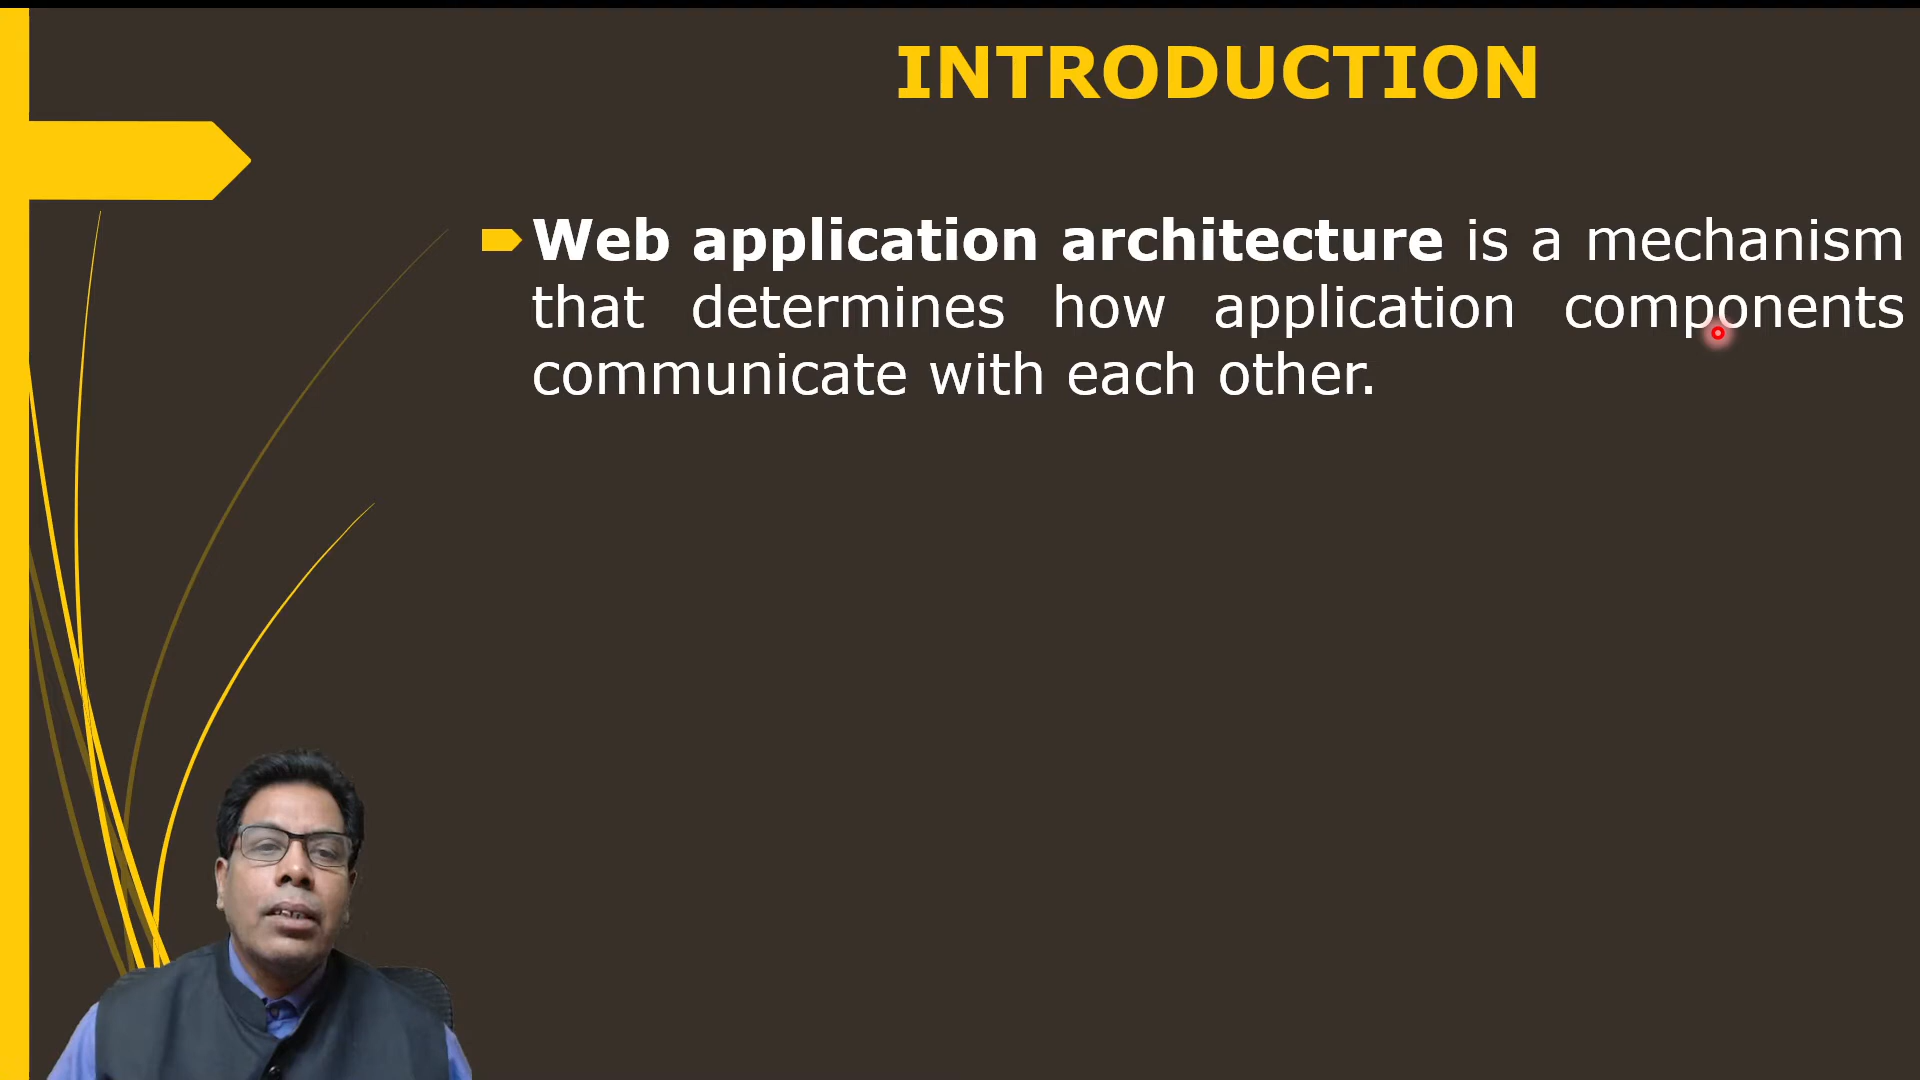 INTRODUCTION
Web application architecture is a mechanism
that determines how application components
communicate with each other.